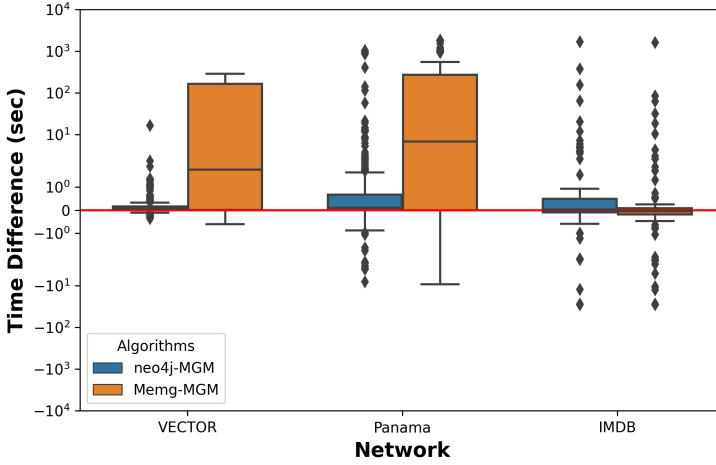 Time Difference (sec)
10⁴
10³
10²
10¹
10⁰
0
−10⁰
−10¹
−10²
−10³
−10⁴
Algorithms
neo4j-MGM
Memg-MGM
VECTOR
Panama
IMDB
Network